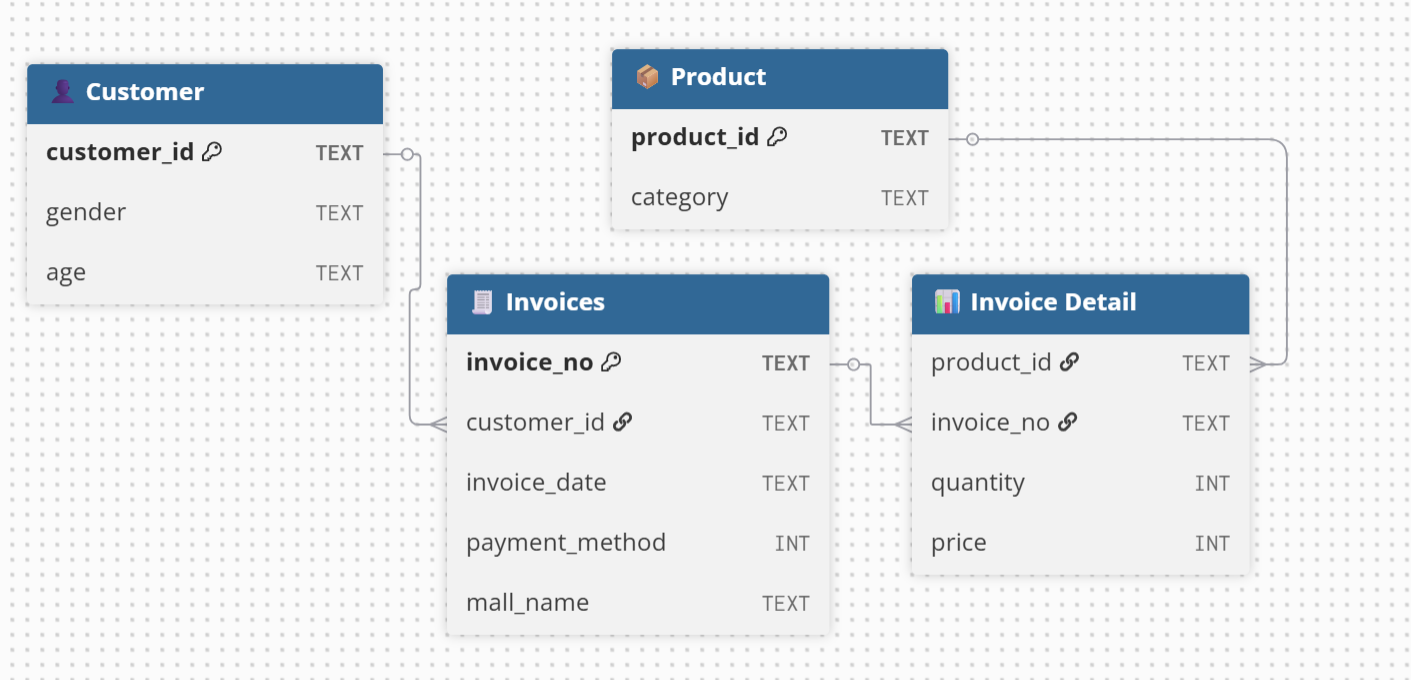 Customer
customer_id TEXT
gender TEXT
age TEXT
Product
product_id TEXT
category TEXT
Invoices
invoice_no TEXT
customer_id TEXT
invoice_date TEXT
payment_method INT
mall_name TEXT
Invoice Detail
product_id TEXT
invoice_no TEXT
quantity INT
price INT